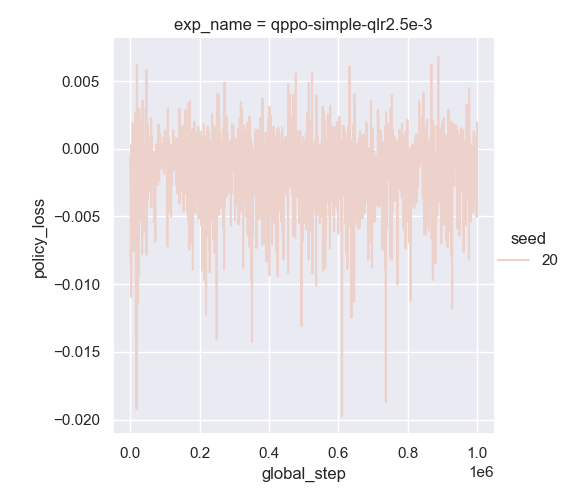 exp_name = qppo-simple-qlr2.5e-3
0.005
0.000
−0.005
−0.010
−0.015
−0.020
policy_loss
0.0
0.2
0.4
0.6
0.8
1.0
1e6
global_step
seed
20